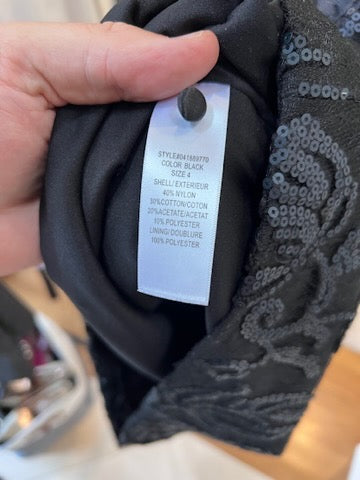 STYLE#041889770
COLOR BLACK
SIZE 4
SHELL/EXTERIEUR
40% NYLON
30%COTTON/COTON
20%ACETATE/ACETAT
10% POLYESTER
LINING/DOUBLURE
100% POLYESTER